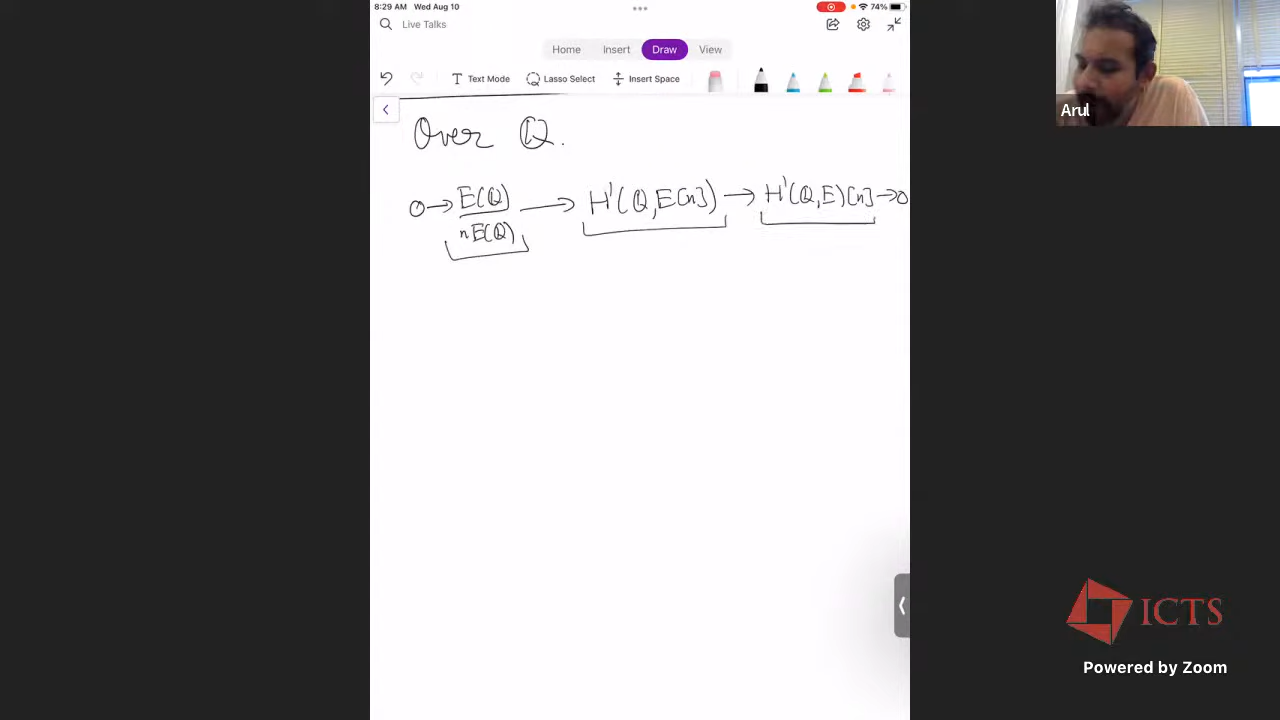 8:29 AM Wed Aug 10
74%
Live Talks
Home Insert Draw View
Text Mode Lasso Select Insert Space
Arul
Over ℚ.
0 → E(ℚ)/nE(ℚ) → H¹(ℚ, E[n]) → H¹(ℚ, E)[n] → 0
ICTS
Powered by Zoom